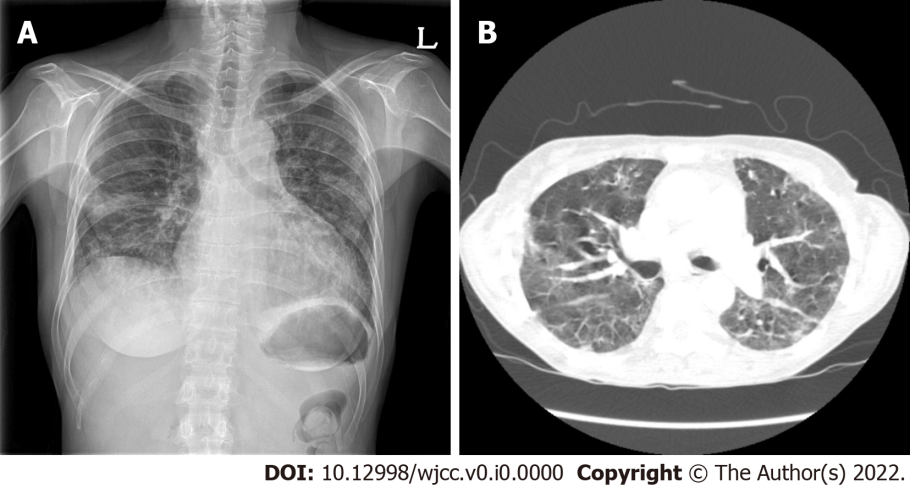 A
L
B
DOI: 10.12998/wjcc.v0.i0.0000 Copyright © The Author(s) 2022.